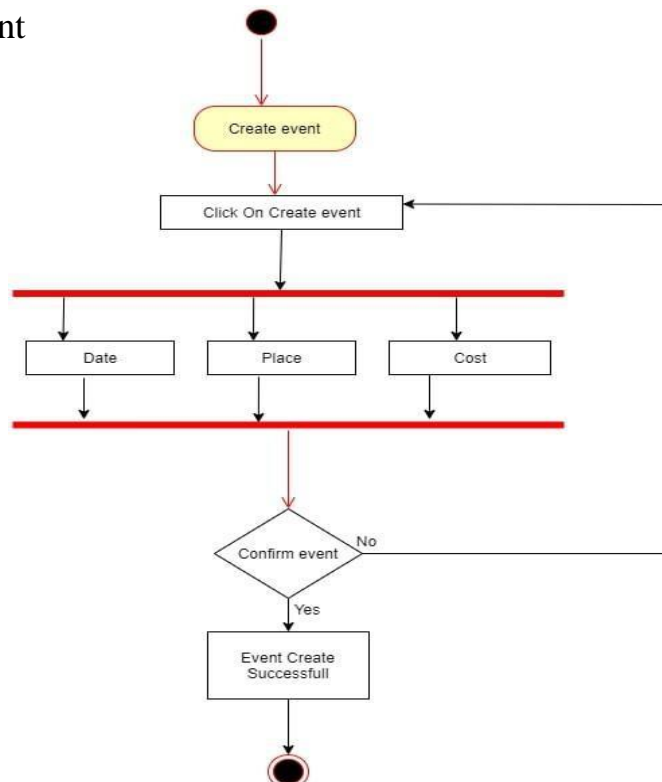 nt
Create event
Click On Create event
Date
Place
Cost
Confirm event
No
Yes
Event Create
Successfull